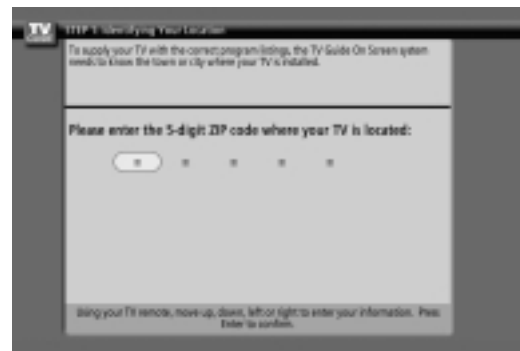 TV
GUIDE
STEP 1: Identifying Your Location
To supply your TV with the correct program listings, the TV Guide On Screen system
needs to know the town or city where your TV is installed.
Please enter the 5-digit ZIP code where your TV is located:
Using your TV remote, move up, down, left or right to enter your information. Press
Enter to confirm.